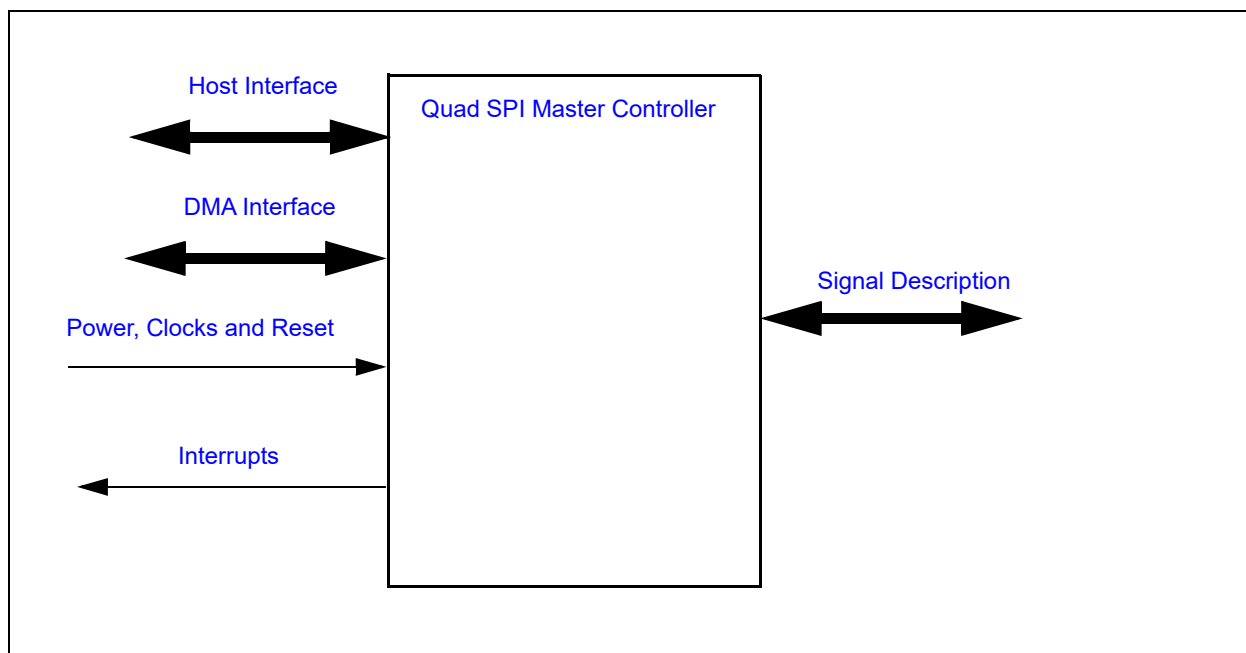 Host Interface
Quad SPI Master Controller
DMA Interface
Signal Description
Power, Clocks and Reset
Interrupts